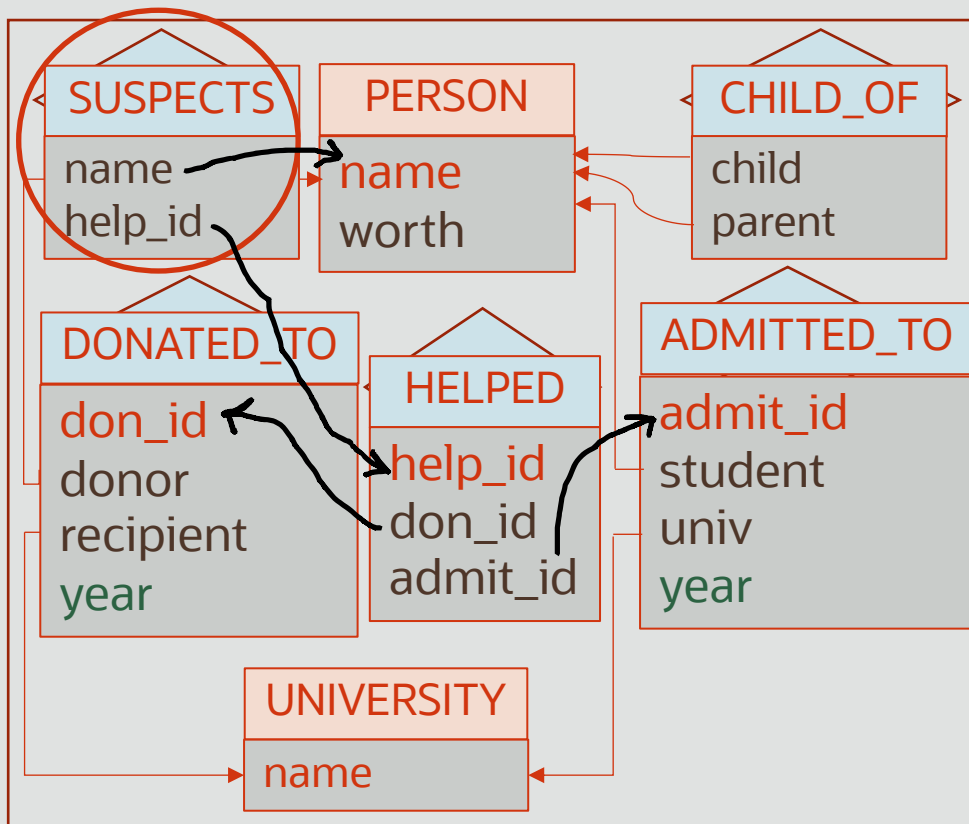 SUSPECTS
name
help_id
PERSON
name
worth
CHILD_OF
child
parent
DONATED_TO
don_id
donor
recipient
year
HELPED
help_id
don_id
admit_id
ADMITTED_TO
admit_id
student
univ
year
UNIVERSITY
name